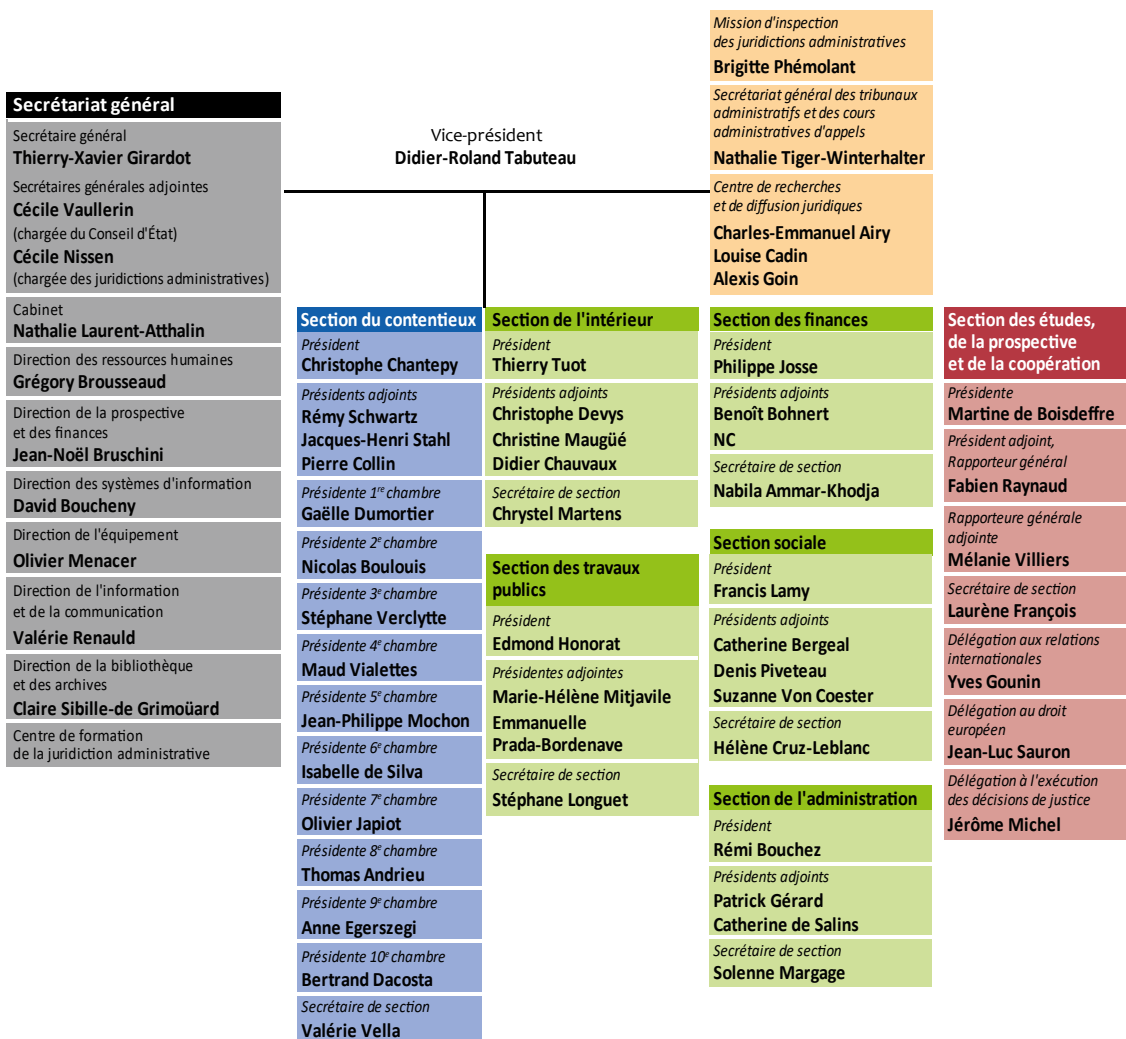 Mission d'inspection
des juridictions administratives
Brigitte Phémolant
Secrétariat général des tribunaux
administratifs et des cours
administratives d'appels
Nathalie Tiger-Winterhalter
Centre de recherches
et de diffusion juridiques
Charles-Emmanuel Airy
Louise Cadin
Alexis Goin
Vice-président
Didier-Roland Tabuteau
Secrétariat général
Secrétaire général
Thierry-Xavier Girardot
Secrétaires générales adjointes
Cécile Vaullerin
(chargée du Conseil d'État)
Cécile Nissen
(chargée des juridictions administratives)
Cabinet
Nathalie Laurent-Atthalin
Direction des ressources humaines
Grégory Brousseaud
Direction de la prospective
et des finances
Jean-Noël Bruschini
Direction des systèmes d'information
David Boucheny
Direction de l'équipement
Olivier Menacer
Direction de l'information
et de la communication
Valérie Renauld
Direction de la bibliothèque
et des archives
Claire Sibille-de Grimoüard
Centre de formation
de la juridiction administrative
Section du contentieux
Président
Christophe Chantepy
Présidents adjoints
Rémy Schwartz
Jacques-Henri Stahl
Pierre Collin
Présidente 1re chambre
Gaëlle Dumortier
Présidente 2e chambre
Nicolas Boulouis
Présidente 3e chambre
Stéphane Verclytte
Présidente 4e chambre
Maud Vialettes
Présidente 5e chambre
Jean-Philippe Mochon
Présidente 6e chambre
Isabelle de Silva
Présidente 7e chambre
Olivier Japiot
Présidente 8e chambre
Thomas Andrieu
Présidente 9e chambre
Anne Egerszegi
Présidente 10e chambre
Bertrand Dacosta
Secrétaire de section
Valérie Vella
Section de l'intérieur
Président
Thierry Tuot
Présidents adjoints
Christophe Devys
Christine Maugüé
Didier Chauvaux
Secrétaire de section
Chrystel Martens
Section des travaux
publics
Président
Edmond Honorat
Présidentes adjointes
Marie-Hélène Mitjavile
Emmanuelle
Prada-Bordenave
Secrétaire de section
Stéphane Longuet
Section des finances
Président
Philippe Josse
Présidents adjoints
Benoît Bohnert
NC
Secrétaire de section
Nabila Ammar-Khodja
Section sociale
Président
Francis Lamy
Présidents adjoints
Catherine Bergeal
Denis Piveteau
Suzanne Von Coester
Secrétaire de section
Hélène Cruz-Leblanc
Section de l'administration
Président
Rémi Bouchez
Présidents adjoints
Patrick Gérard
Catherine de Salins
Secrétaire de section
Solenne Margage
Section des études,
de la prospective
et de la coopération
Présidente
Martine de Boisdeffre
Président adjoint,
Rapporteur général
Fabien Raynaud
Rapporteure générale
adjointe
Mélanie Villiers
Secrétaire de section
Laurène François
Délégation aux relations
internationales
Yves Gounin
Délégation au droit
européen
Jean-Luc Sauron
Délégation à l'exécution
des décisions de justice
Jérôme Michel